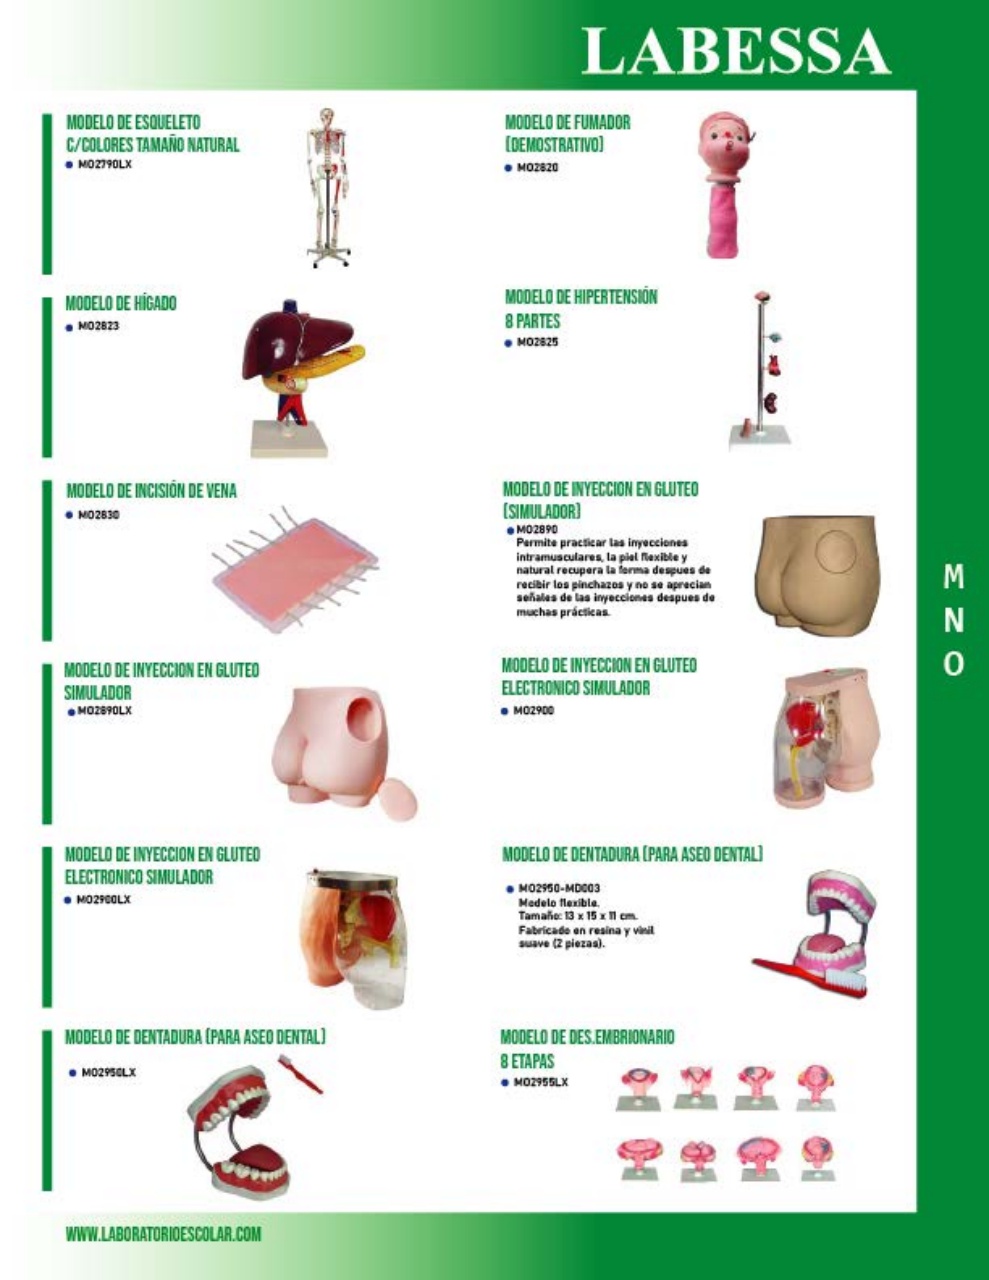 LABESSA
MODELO DE ESQUELETO
C/COLORES TAMAÑO NATURAL
MO2790LX
MODELO DE FUMADOR
(DEMOSTRATIVO)
MO2820
MODELO DE HÍGADO
MO2823
MODELO DE HIPERTENSIÓN
8 PARTES
MO2825
MODELO DE INCISIÓN DE VENA
MO2830
MODELO DE INYECCION EN GLUTEO
(SIMULADOR)
MO2890
Permite practicar las inyecciones
intramusculares, la piel flexible y
natural recupera la forma despues de
recibir los pinchazos y no se aprecian
señales de las inyecciones despues de
muchas prácticas.
MODELO DE INYECCION EN GLUTEO
SIMULADOR
MO2890LX
MODELO DE INYECCION EN GLUTEO
ELECTRONICO SIMULADOR
MO2900
MODELO DE INYECCION EN GLUTEO
ELECTRONICO SIMULADOR
MO2900LX
MODELO DE DENTADURA (PARA ASEO DENTAL)
MO2950-MD003
Modelo flexible.
Tamaño: 13 x 15 x 11 cm.
Fabricado en resina y vinil
suave (2 piezas).
MODELO DE DENTADURA (PARA ASEO DENTAL)
MO2950LX
MODELO DE DES.EMBRIONARIO
8 ETAPAS
MO2955LX
M
N
O
WWW.LABORATORIOESCOLAR.COM